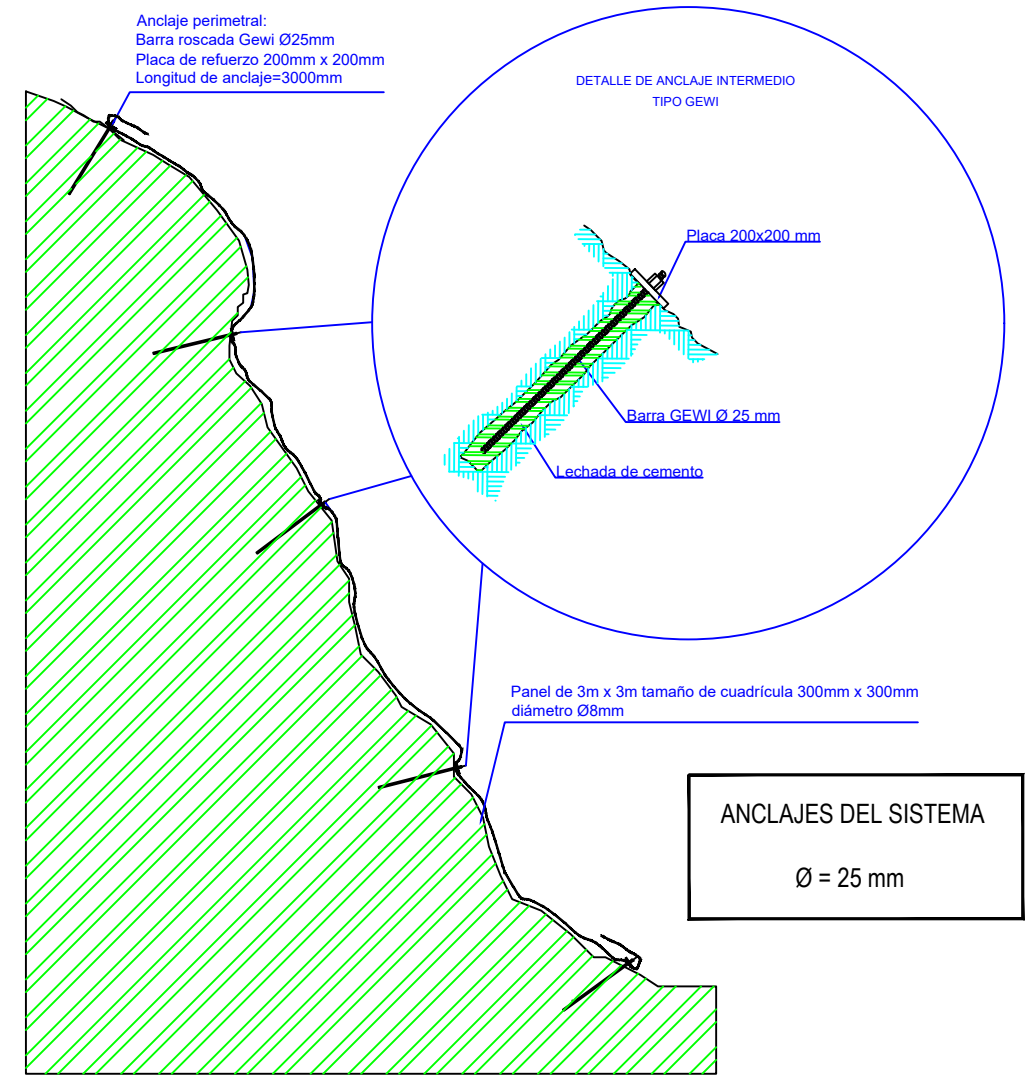 Anclaje perimetral:
Barra roscada Gewi Ø25mm
Placa de refuerzo 200mm x 200mm
Longitud de anclaje=3000mm
DETALLE DE ANCLAJE INTERMEDIO
TIPO GEWI
Placa 200x200 mm
Barra GEWI Ø 25 mm
Lechada de cemento
Panel de 3m x 3m tamaño de cuadrícula 300mm x 300mm
diámetro Ø8mm
ANCLAJES DEL SISTEMA
Ø = 25 mm